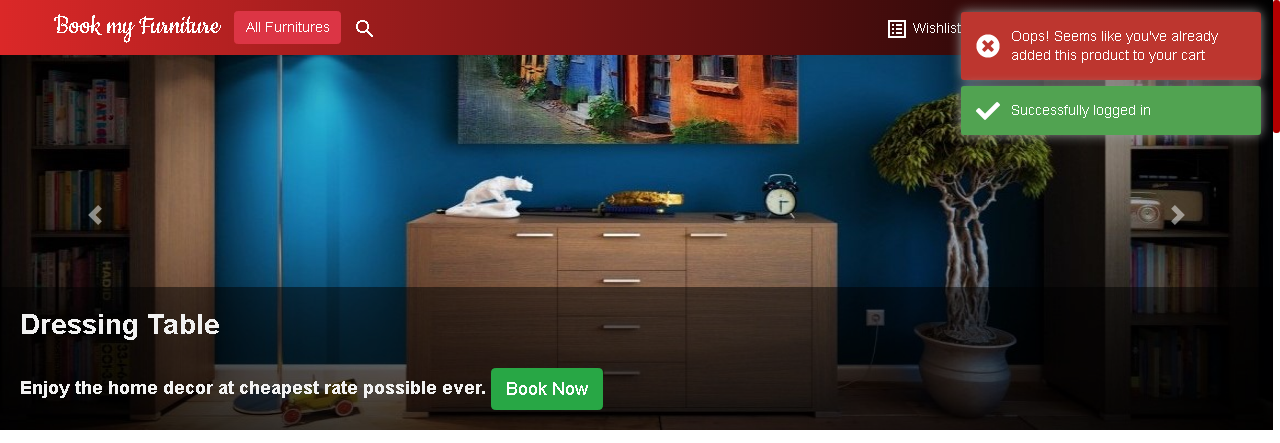 Book my Furniture
All Furnitures
Wishlist
Oops! Seems like you've already
added this product to your cart
Successfully logged in
Dressing Table
Enjoy the home decor at cheapest rate possible ever.
Book Now